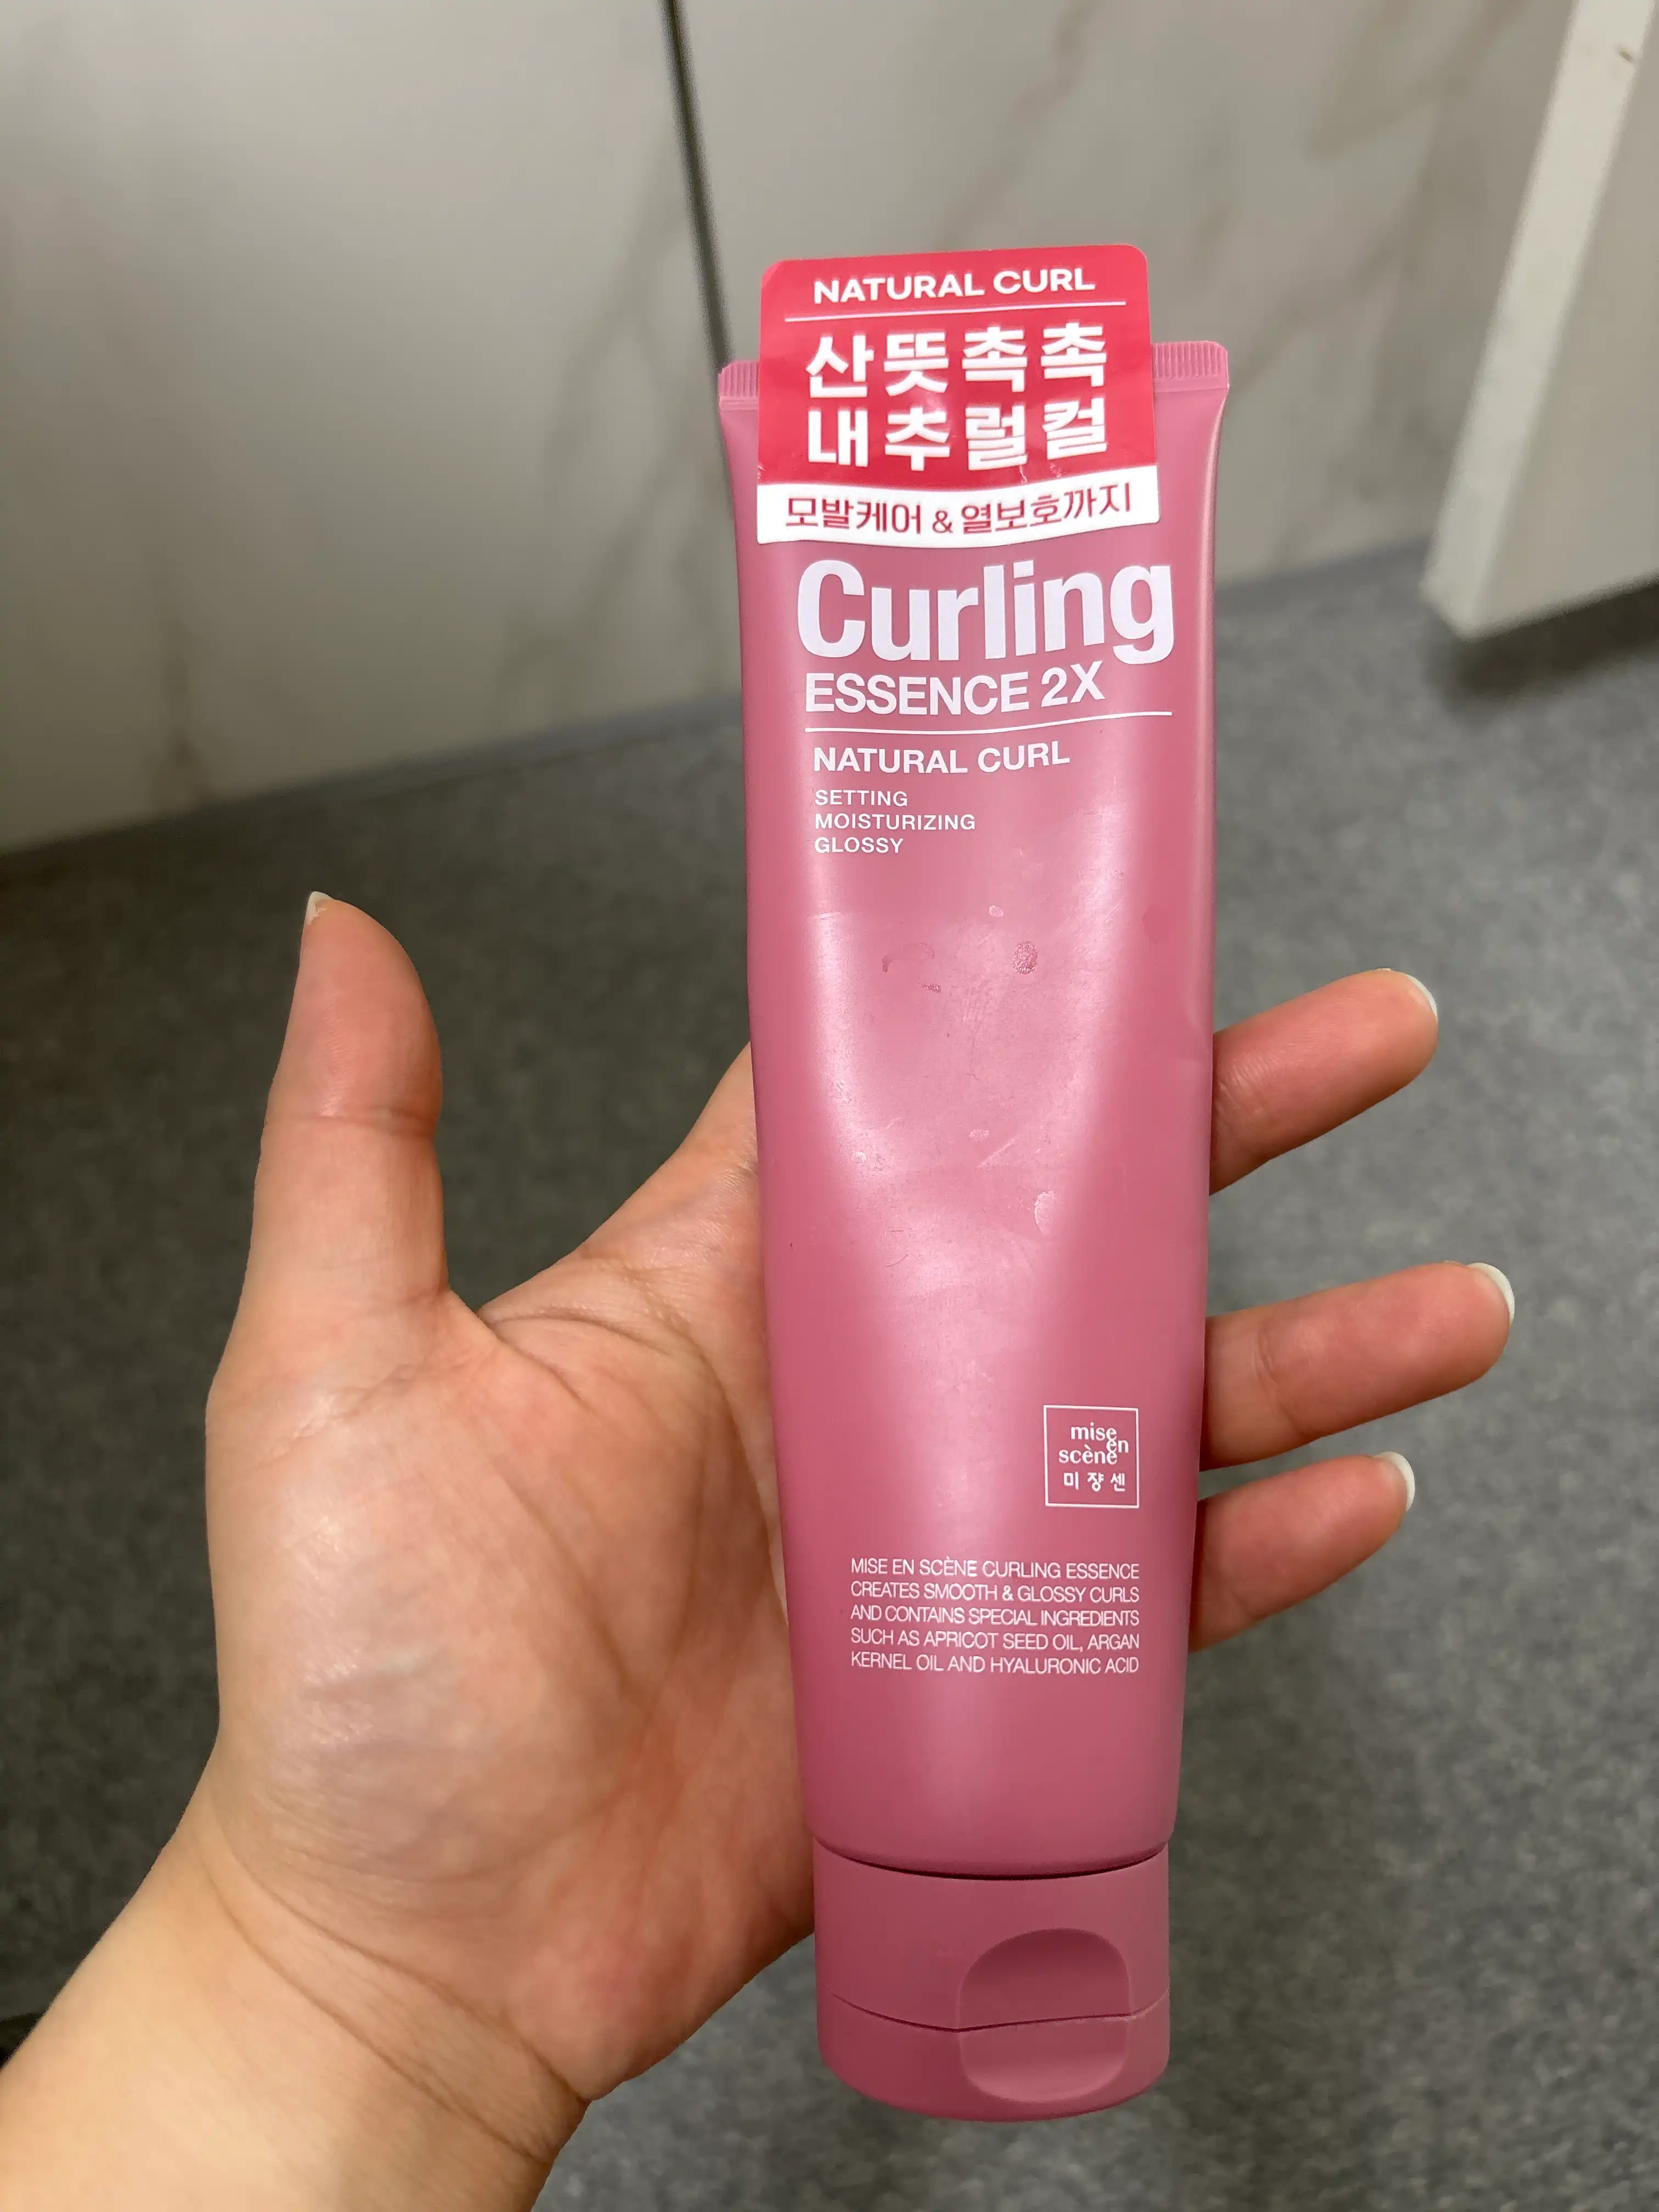 NATURAL CURL
산뜻촉촉
내추럴컬
모발케어 & 열보호까지
Curling
ESSENCE 2X
NATURAL CURL
SETTING
MOISTURIZING
GLOSSY
mise
en
scène
미쟝센
MISE EN SCÈNE CURLING ESSENCE
CREATES SMOOTH & GLOSSY CURLS
AND CONTAINS SPECIAL INGREDIENTS
SUCH AS APRICOT SEED OIL, ARGAN
KERNEL OIL AND HYALURONIC ACID